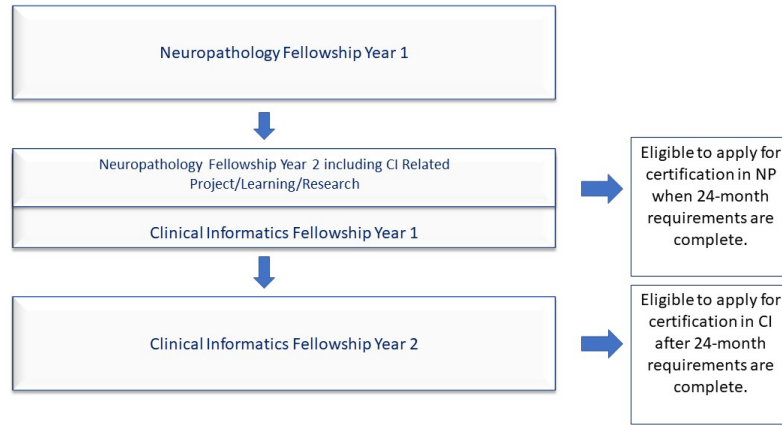 Neuropathology Fellowship Year 1
Neuropathology Fellowship Year 2 including CI Related
Project/Learning/Research
Clinical Informatics Fellowship Year 1
Eligible to apply for
certification in NP
when 24-month
requirements are
complete.
Clinical Informatics Fellowship Year 2
Eligible to apply for
certification in CI
after 24-month
requirements are
complete.